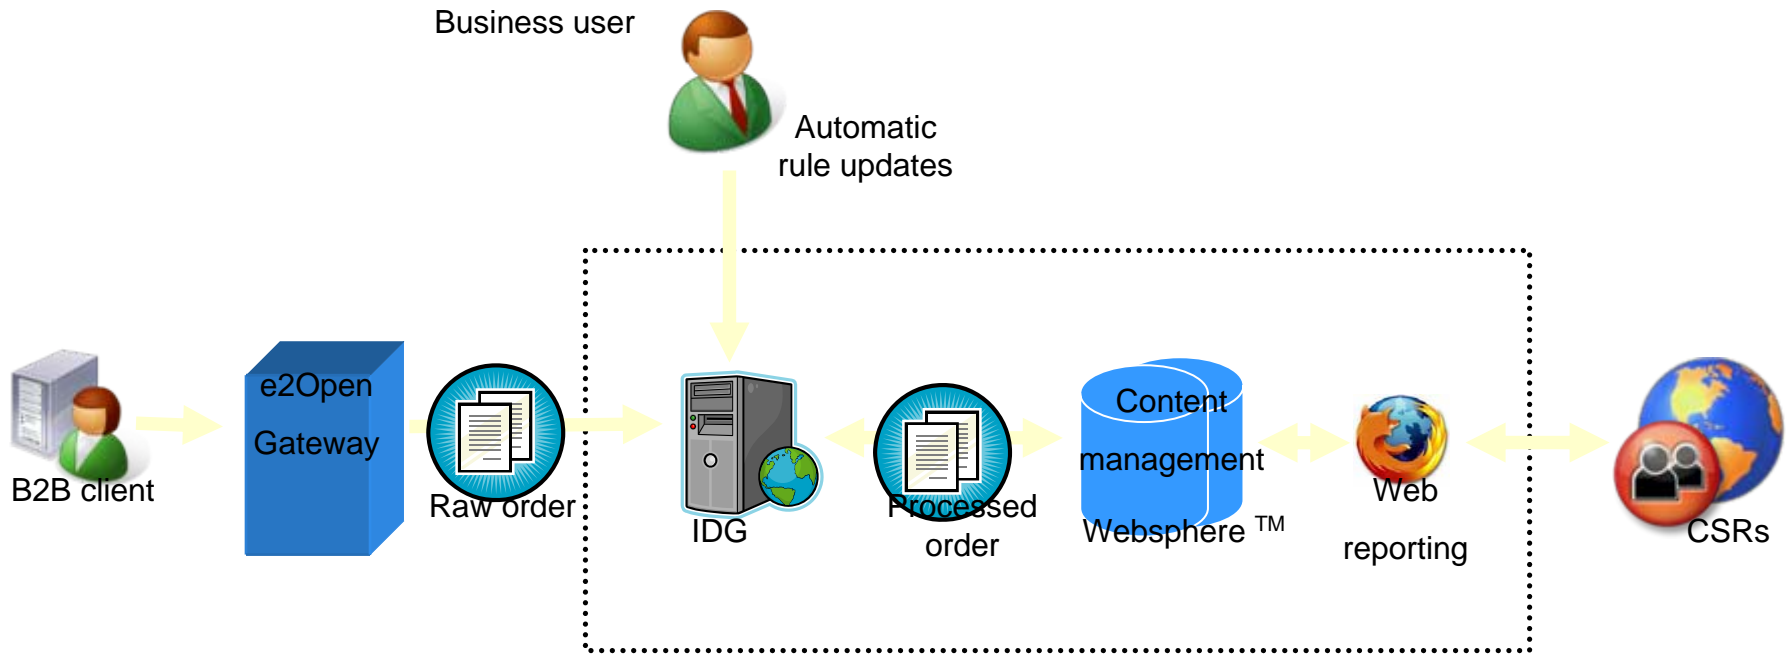 Business user
Automatic
rule updates
B2B client
e2Open
Gateway
Raw order
IDG
Processed
order
Content
management
Websphere TM
Web
reporting
CSRs